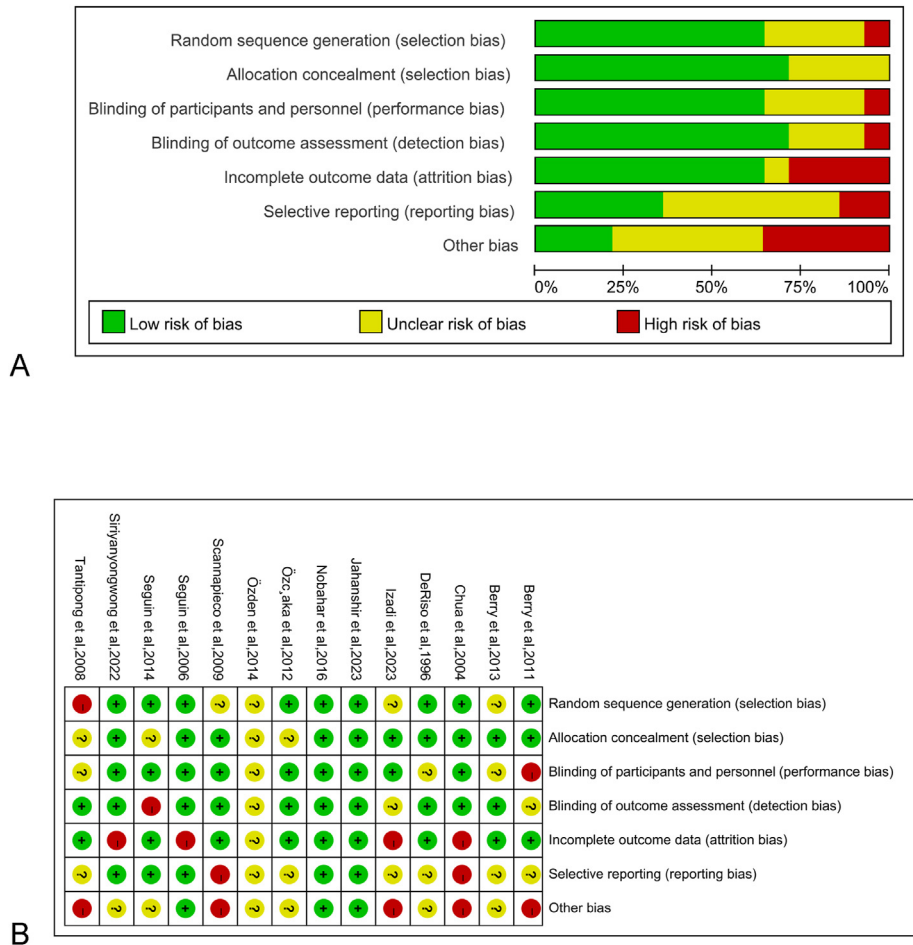 Random sequence generation (selection bias)
Allocation concealment (selection bias)
Blinding of participants and personnel (performance bias)
Blinding of outcome assessment (detection bias)
Incomplete outcome data (attrition bias)
Selective reporting (reporting bias)
Other bias
0% 25% 50% 75% 100%
Low risk of bias Unclear risk of bias High risk of bias
A
Tantipong et al,2008
Siriyanyongwong et al,2022
Seguin et al,2014
Seguin et al,2006
Scannapieco et al,2009
Özden et al,2014
Özc¸aka et al,2012
Nobahar et al,2016
Jahanshir et al,2023
Izadi et al,2023
DeRiso et al,1996
Chua et al,2004
Berry et al,2013
Berry et al,2011
- + + + ? ? + + + ? + + ? + Random sequence generation (selection bias)
? + ? + + ? ? + + + + + + + Allocation concealment (selection bias)
? + + + + ? + + + + ? + ? - Blinding of participants and personnel (performance bias)
+ + - + + ? + + + ? + + + ? Blinding of outcome assessment (detection bias)
+ - + - + ? + + + - + - + + Incomplete outcome data (attrition bias)
? + + + - ? ? + + ? ? - ? ? Selective reporting (reporting bias)
- ? ? + - ? ? + + - ? - ? - Other bias
B